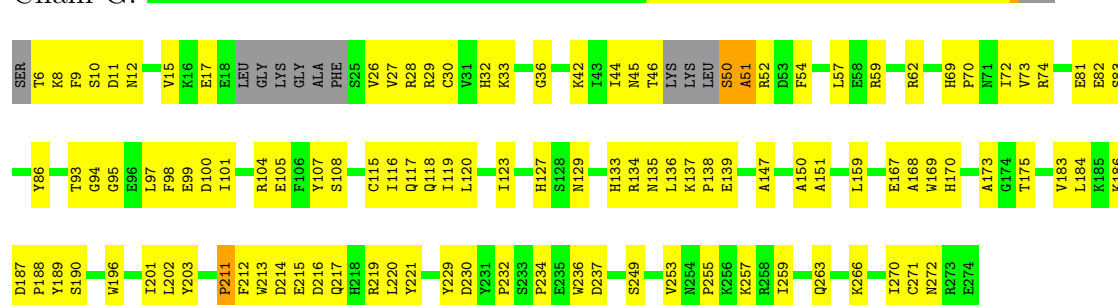 Chain G:
SER T6 K8 F9 S10 D11 N12 V15 K16 E17 E18 LEU GLY LYS GLY ALA PHE S25 V26 V27 R28 R29 C30 V31 H32 K33 G36 K42 I43 I44 N45 T46 LYS LYS LEU S50 A51 R52 D53 F54 L57 E58 R59 R62 H69 P70 N71 I72 V73 R74 E81 E82 S83
Y86 T93 G94 G95 E96 L97 F98 E99 D100 I101 R104 E105 F106 Y107 S108 C115 I116 Q117 Q118 I119 L120 I123 H127 S128 N129 H133 R134 N135 L136 K137 P138 E139 A147 A150 A151 L159 E167 A168 W169 H170 A173 G174 T175 V183 L184 K185 K186
D187 P188 Y189 S190 W196 I201 L202 Y203 P211 F212 W213 D214 E215 D216 Q217 H218 R219 L220 Y221 Y229 D230 Y231 P232 S233 P234 E235 W236 D237 S249 V253 N254 P255 K256 K257 R258 I259 Q263 K266 I270 C271 N272 R273 E274